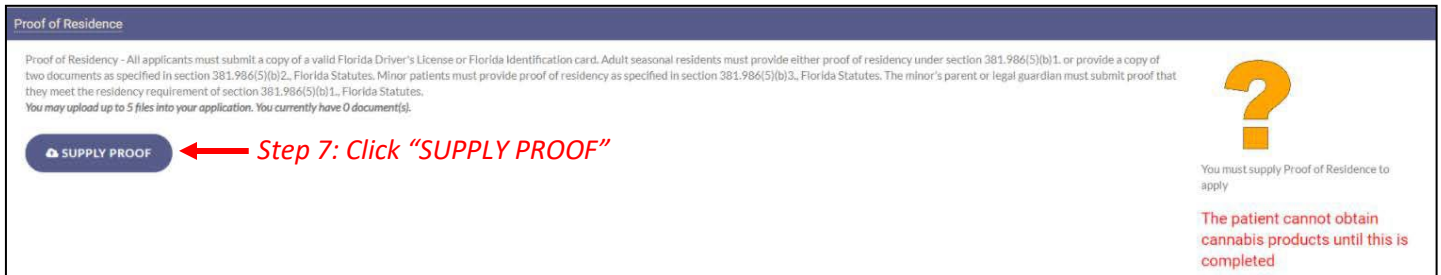 Proof of Residence
Proof of Residency - All applicants must submit a copy of a valid Florida Driver's License or Florida Identification card. Adult seasonal residents must provide either proof of residency under section 381.986(5)(b)1. or provide a copy of
two documents as specified in section 381.986(5)(b)2., Florida Statutes. Minor patients must provide proof of residency as specified in section 381.986(5)(b)3., Florida Statutes. The minor's parent or legal guardian must submit proof that
they meet the residency requirement of section 381.986(5)(b)1., Florida Statutes.
You may upload up to 5 files into your application. You currently have 0 document(s).
SUPPLY PROOF
Step 7: Click “SUPPLY PROOF”
?
You must supply Proof of Residence to
apply
The patient cannot obtain
cannabis products until this is
completed